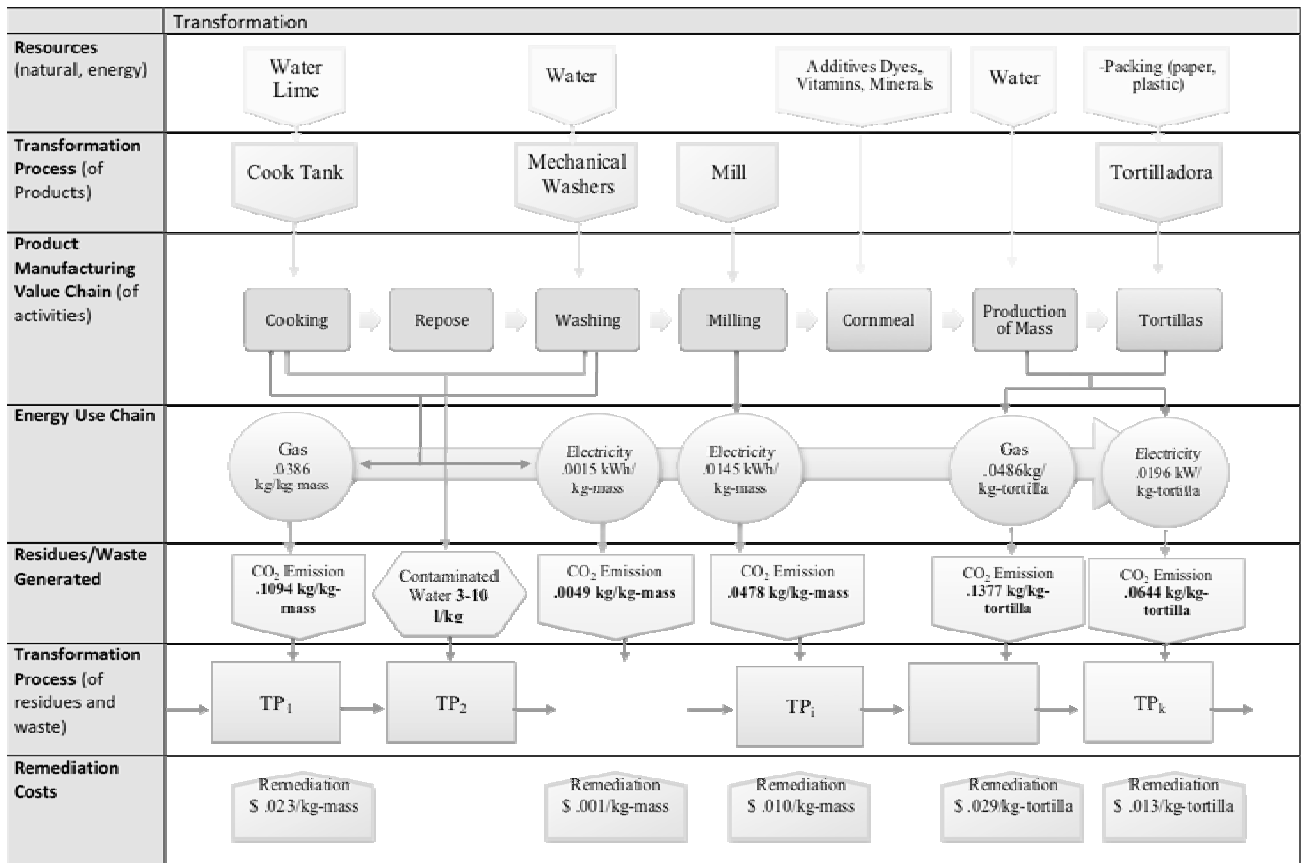 Transformation
Resources
(natural, energy)
Water
Lime
Water
Additives Dyes,
Vitamins, Minerals
Water
-Packing (paper,
plastic)
Transformation
Process (of
Products)
Cook Tank
Mechanical
Washers
Mill
Tortilladora
Product
Manufacturing
Value Chain (of
activities)
Cooking
Repose
Washing
Milling
Cornmeal
Production
of Mass
Tortillas
Energy Use Chain
Gas
.0386
kg/kg-mass
Electricity
.0015 kWh/
kg-mass
Electricity
.0145 kWh/
kg-mass
Gas
.0486kg/
kg-tortilla
Electricity
.0196 kW/
kg-tortilla
Residues/Waste
Generated
CO₂ Emission
.1094 kg/kg-
mass
Contaminated
Water 3-10
l/kg
CO₂ Emission
.0049 kg/kg-mass
CO₂ Emission
.0478 kg/kg-mass
CO₂ Emission
.1377 kg/kg-
tortilla
CO₂ Emission
.0644 kg/kg-
tortilla
Transformation
Process (of
residues and
waste)
TP₁
TP₂
TPᵢ
TPₖ
Remediation
Costs
Remediation
$ .023/kg-mass
Remediation
$ .001/kg-mass
Remediation
$ .010/kg-mass
Remediation
$ .029/kg-tortilla
Remediation
$ .013/kg-tortilla